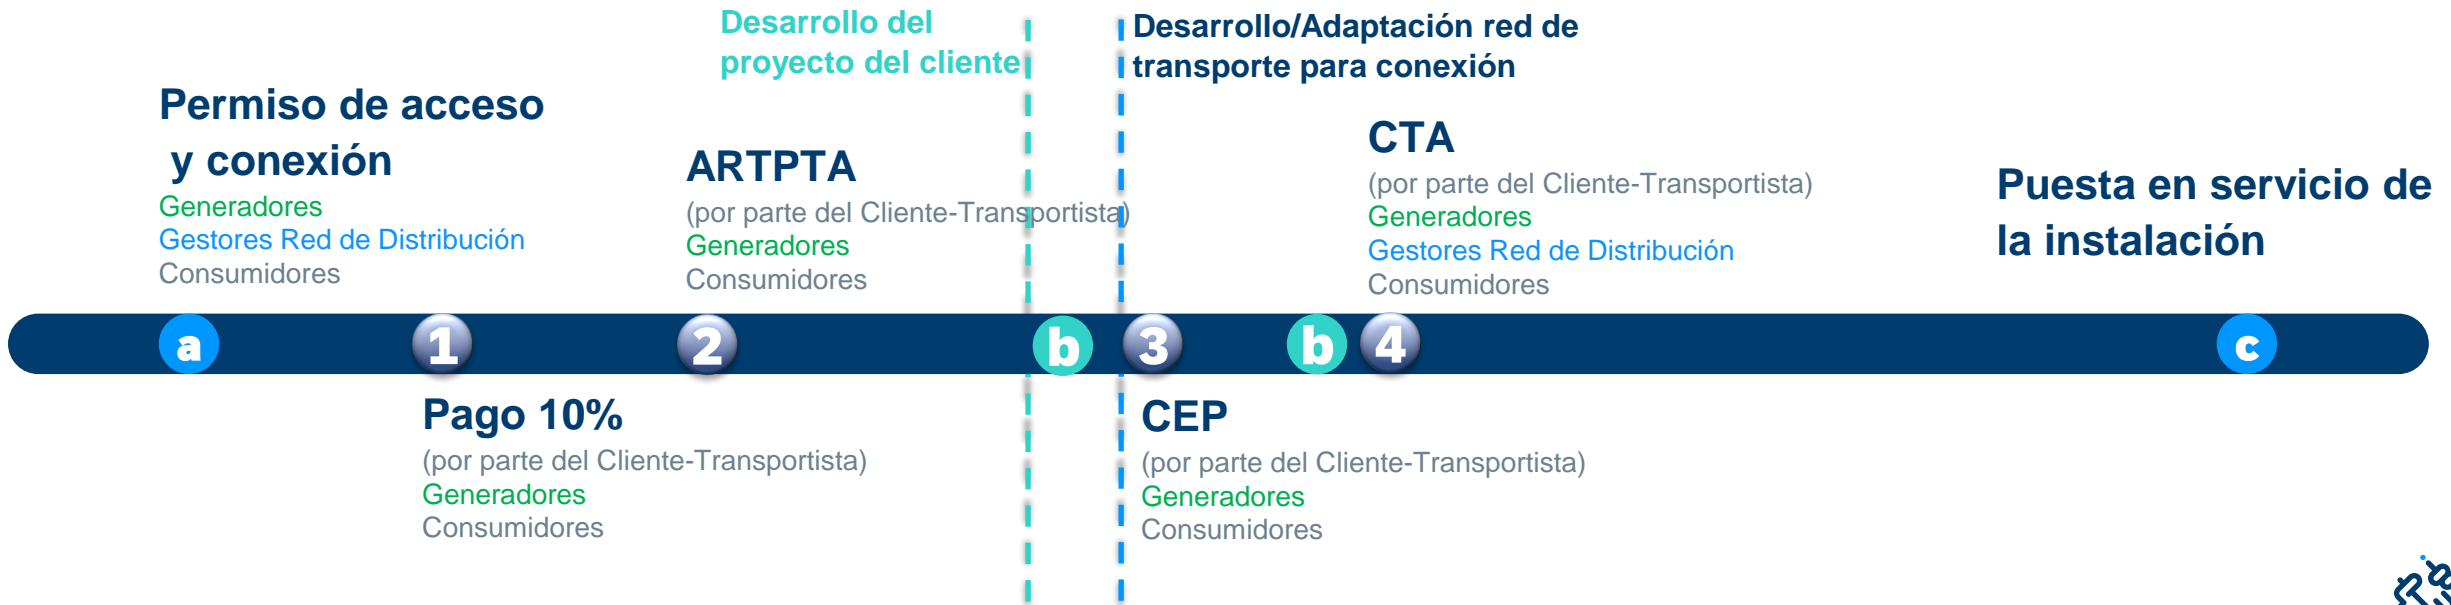 Desarrollo del
proyecto del cliente
Desarrollo/Adaptación red de
transporte para conexión
Permiso de acceso
y conexión
Generadores
Gestores Red de Distribución
Consumidores
ARTPTA
(por parte del Cliente-Transportista)
Generadores
Consumidores
CTA
(por parte del Cliente-Transportista)
Generadores
Gestores Red de Distribución
Consumidores
Puesta en servicio de
la instalación
a 1 2 b 3 b 4 c
Pago 10%
(por parte del Cliente-Transportista)
Generadores
Consumidores
CEP
(por parte del Cliente-Transportista)
Generadores
Consumidores